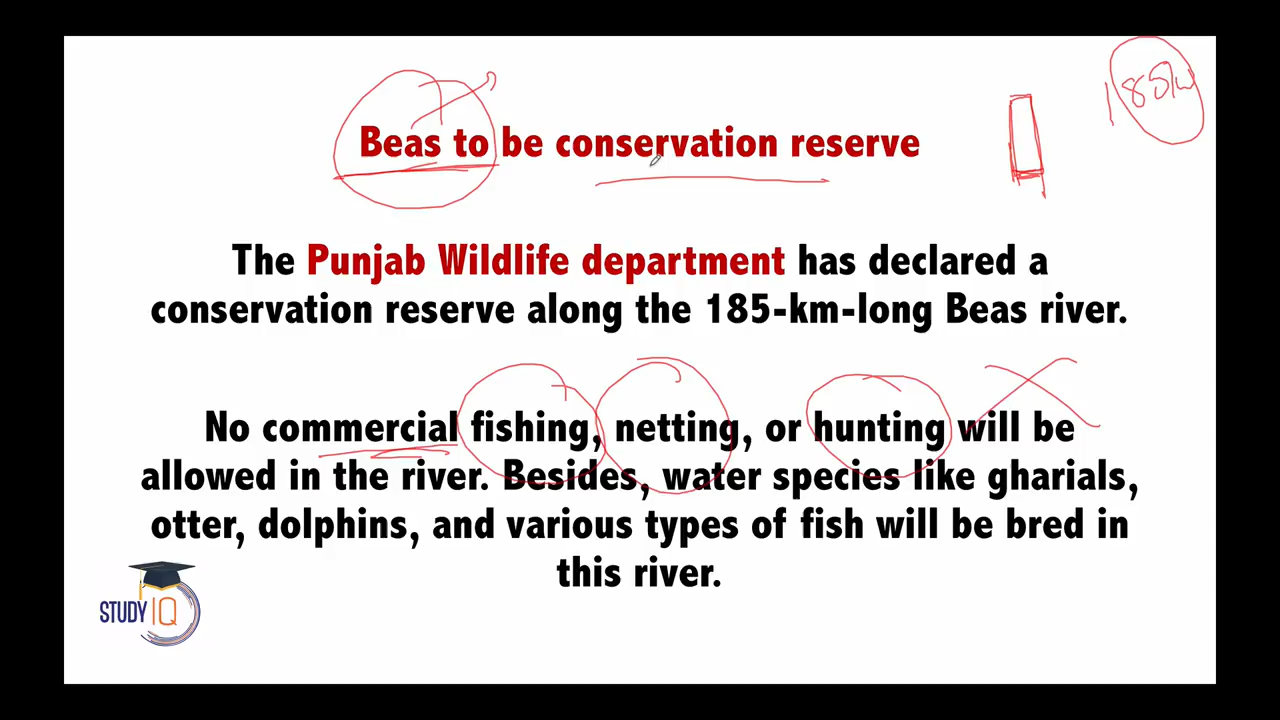 185km
Beas to be conservation reserve
The Punjab Wildlife department has declared a
conservation reserve along the 185-km-long Beas river.
No commercial fishing, netting, or hunting will be
allowed in the river. Besides, water species like gharials,
otter, dolphins, and various types of fish will be bred in
this river.
STUDY IQ